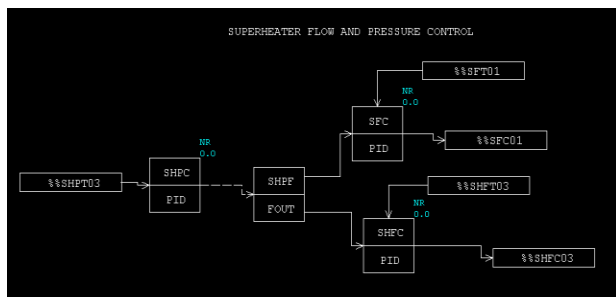 SUPERHEATER FLOW AND PRESSURE CONTROL
%%SFT01
NR
0.0
SFC
PID
%%SFC01
NR
0.0
SHPC
PID
%%SHPT03
SHPF
FOUT
%%SHFT03
NR
0.0
SHFC
PID
%%SHFC03